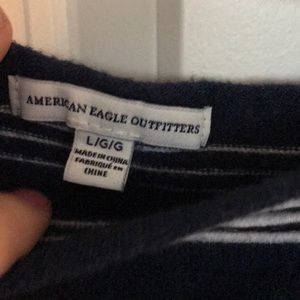 AMERICAN EAGLE OUTFITTERS
L/G/G
MADE IN CHINA
FABRIQUÉ EN
CHINE